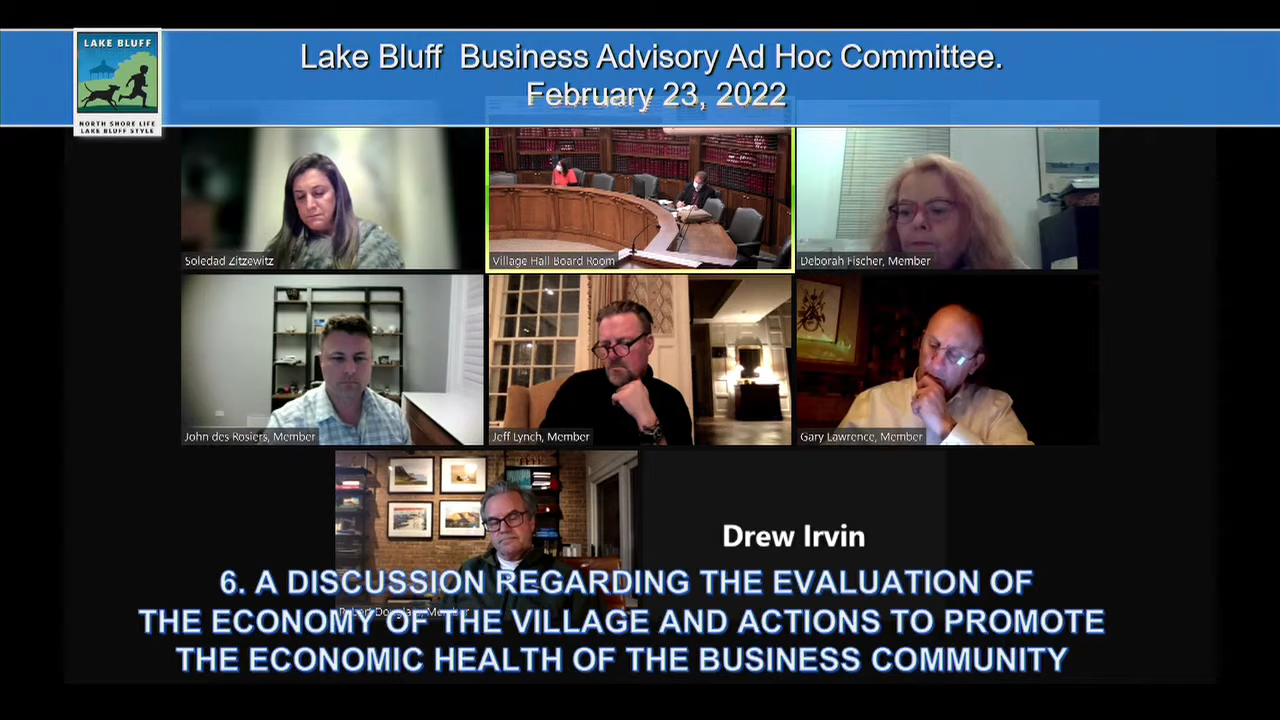 LAKE BLUFF
NORTH SHORE LIFE
LAKE BLUFF STYLE
Lake Bluff Business Advisory Ad Hoc Committee.
February 23, 2022
Soledad Zitzewitz
Village Hall Board Room
Deborah Fischer, Member
John des Rosiers, Member
Jeff Lynch, Member
Gary Lawrence, Member
Drew Irvin
Robert Douglass, Member
6. A DISCUSSION REGARDING THE EVALUATION OF
THE ECONOMY OF THE VILLAGE AND ACTIONS TO PROMOTE
THE ECONOMIC HEALTH OF THE BUSINESS COMMUNITY